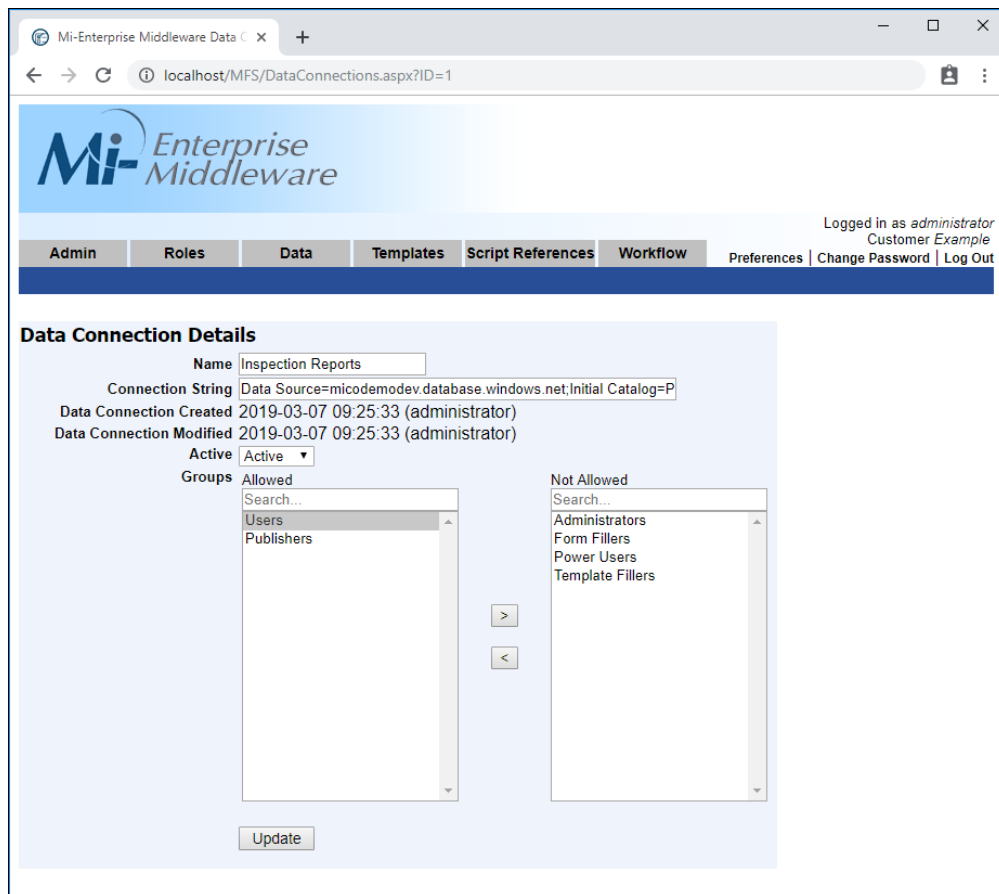 Mi-Enterprise Middleware Data C
localhost/MFS/DataConnections.aspx?ID=1
Mi- Enterprise
Middleware
Logged in as administrator
Customer Example
Admin Roles Data Templates Script References Workflow Preferences | Change Password | Log Out
Data Connection Details
Name Inspection Reports
Connection String Data Source=micodemodev.database.windows.net;Initial Catalog=P
Data Connection Created 2019-03-07 09:25:33 (administrator)
Data Connection Modified 2019-03-07 09:25:33 (administrator)
Active Active
Groups Allowed Not Allowed
Search... Search...
Users Administrators
Publishers Form Fillers
Power Users
Template Fillers
>
<
Update